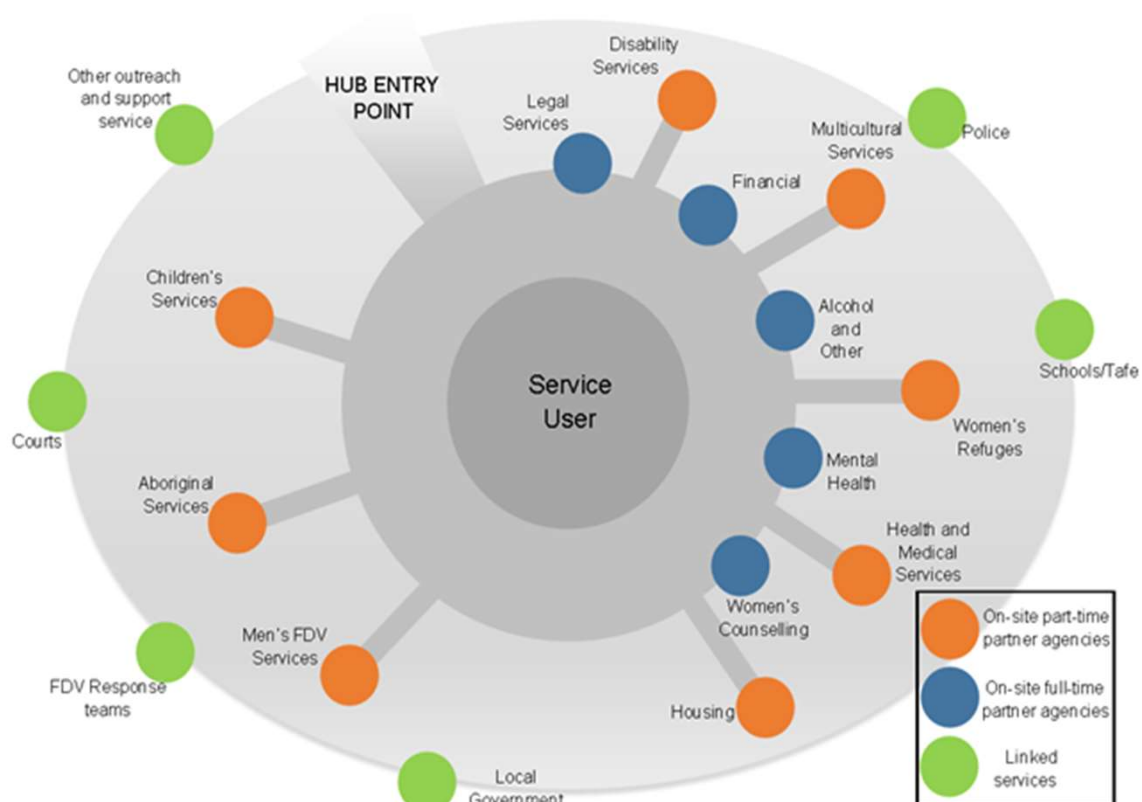 Disability
Services
HUB ENTRY
POINT
Other outreach
and support
service
Legal
Services
Multicultural
Services
Police
Financial
Children's
Services
Alcohol
and
Other
Schools/Tafe
Service
User
Women's
Refuges
Courts
Mental
Health
Aboriginal
Services
Health and
Medical
Services
Women's
Counselling
Men's FDV
Services
FDV Response
teams
Housing
Local
Government
On-site part-time
partner agencies
On-site full-time
partner agencies
Linked
services